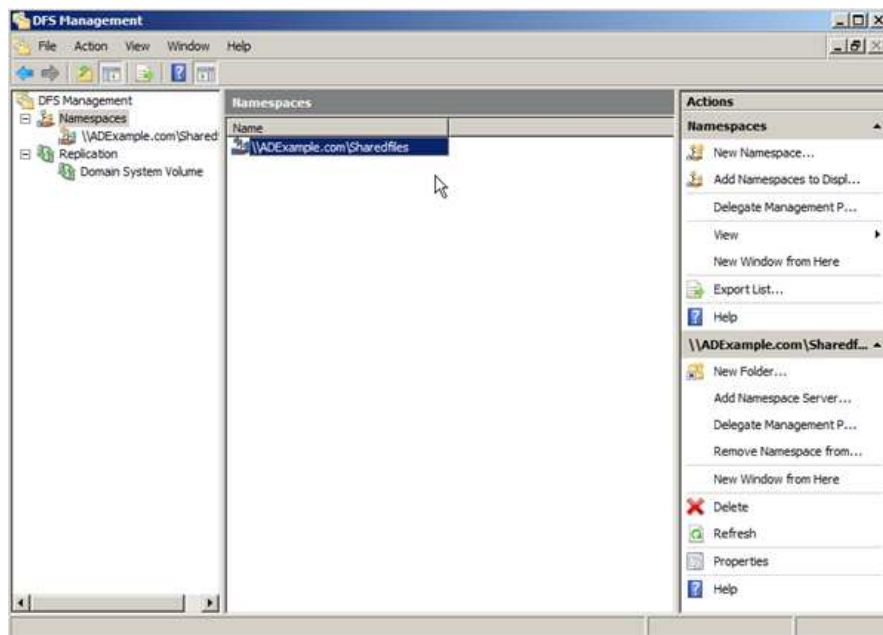 DFS Management
File Action View Window Help
DFS Management
Namespaces
\\ADExample.com\Shared
Replication
Domain System Volume
Namespaces
Name
\\ADExample.com\Sharedfiles
Actions
Namespaces
New Namespace...
Add Namespaces to Displ...
Delegate Management P...
View
New Window from Here
Export List...
Help
\\ADExample.com\Sharedf...
New Folder...
Add Namespace Server...
Delegate Management P...
Remove Namespace from...
New Window from Here
Delete
Refresh
Properties
Help